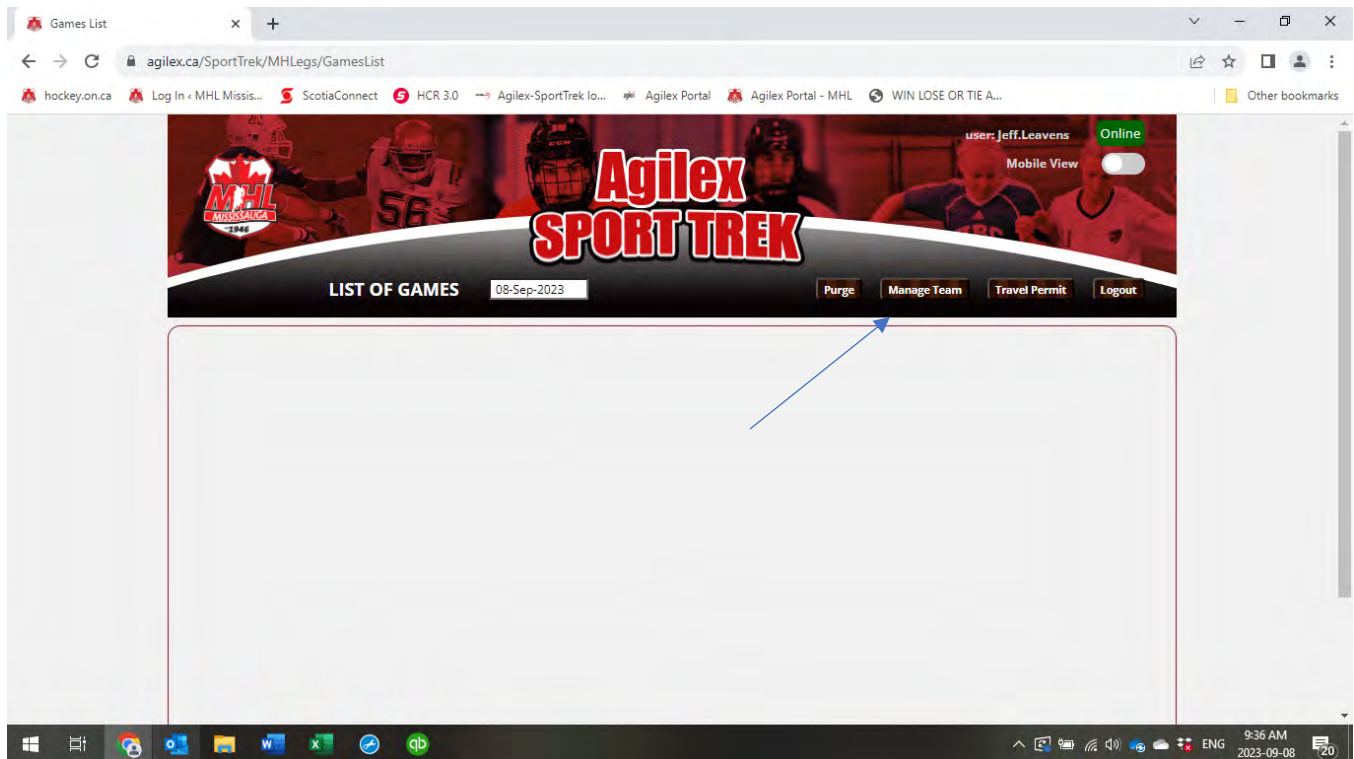 Games List
agilex.ca/SportTrek/MHLegs/GamesList
hockey.on.ca Log In ‹ MHL Missis... ScotiaConnect HCR 3.0 Agilex-SportTrek lo... Agilex Portal Agilex Portal - MHL WIN LOSE OR TIE A... Other bookmarks
user: Jeff.Leavens Online
Mobile View
MHL
MISSISSAUGA
1946
56
Agilex
SPORT TREK
LIST OF GAMES 08-Sep-2023 Purge Manage Team Travel Permit Logout
ENG 9:36 AM
2023-09-08 20